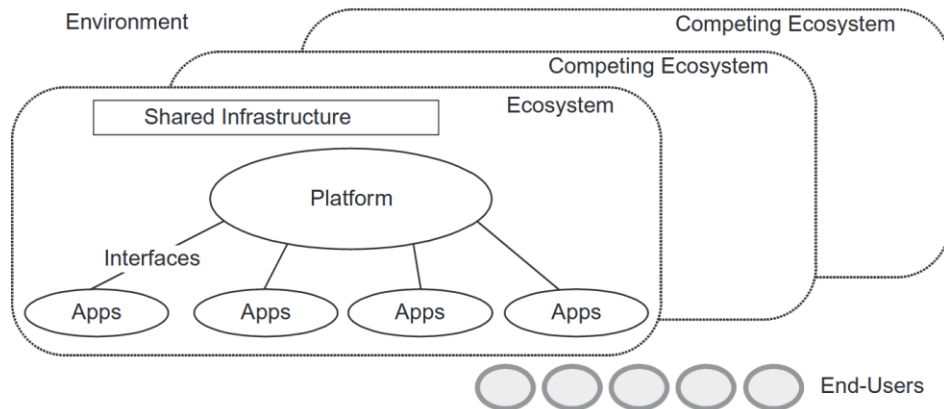 Environment
Competing Ecosystem
Competing Ecosystem
Ecosystem
Shared Infrastructure
Platform
Interfaces
Apps
Apps
Apps
Apps
End-Users